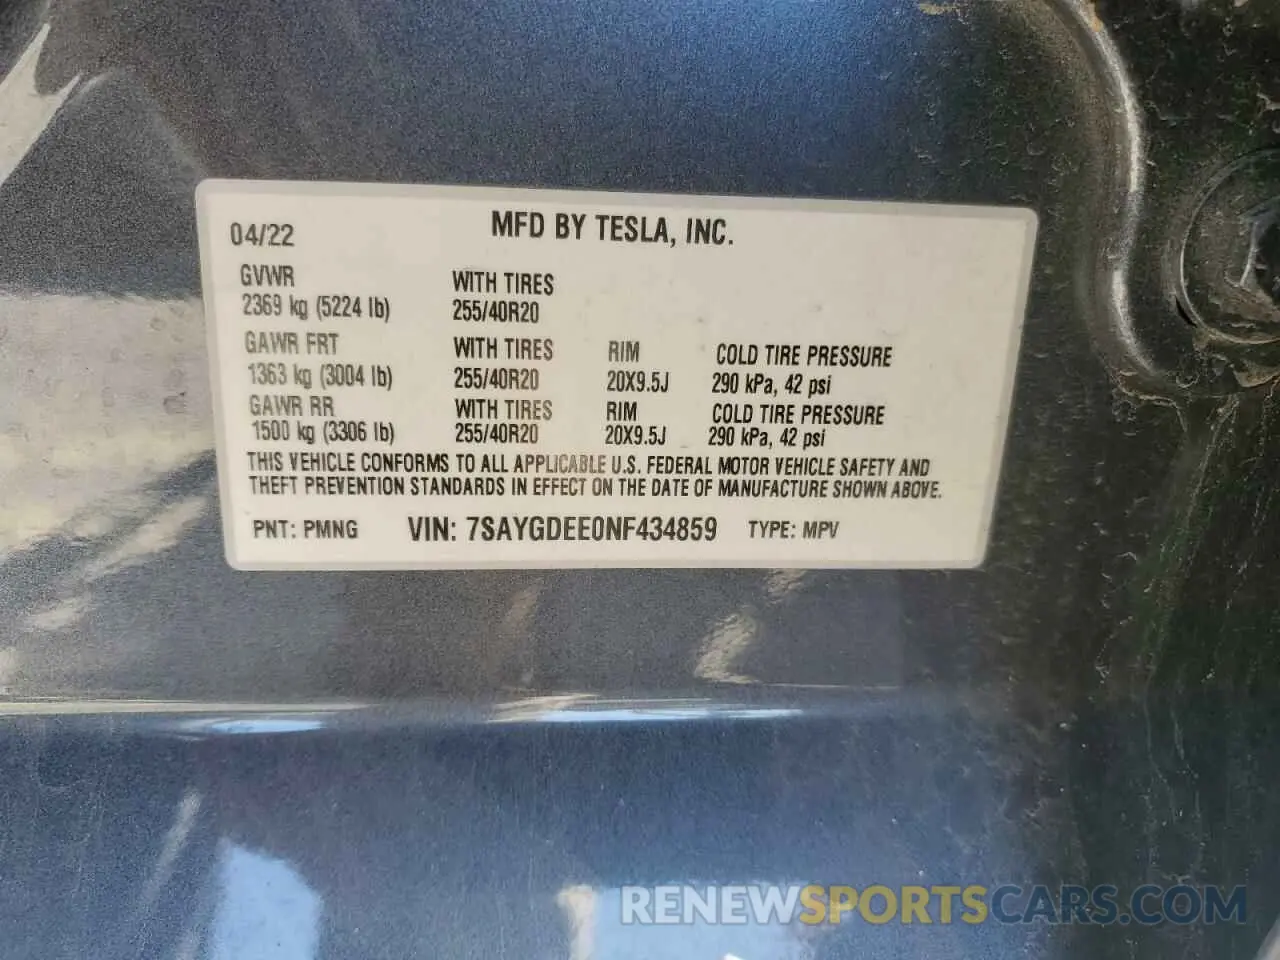 04/22 MFD BY TESLA, INC.
GVWR WITH TIRES
2369 kg (5224 lb) 255/40R20
GAWR FRT WITH TIRES RIM COLD TIRE PRESSURE
1363 kg (3004 lb) 255/40R20 20X9.5J 290 kPa, 42 psi
GAWR RR WITH TIRES RIM COLD TIRE PRESSURE
1500 kg (3306 lb) 255/40R20 20X9.5J 290 kPa, 42 psi
THIS VEHICLE CONFORMS TO ALL APPLICABLE U.S. FEDERAL MOTOR VEHICLE SAFETY AND
THEFT PREVENTION STANDARDS IN EFFECT ON THE DATE OF MANUFACTURE SHOWN ABOVE.
PNT: PMNG VIN: 7SAYGDEE0NF434859 TYPE: MPV
RENEWSPORTSCARS.COM